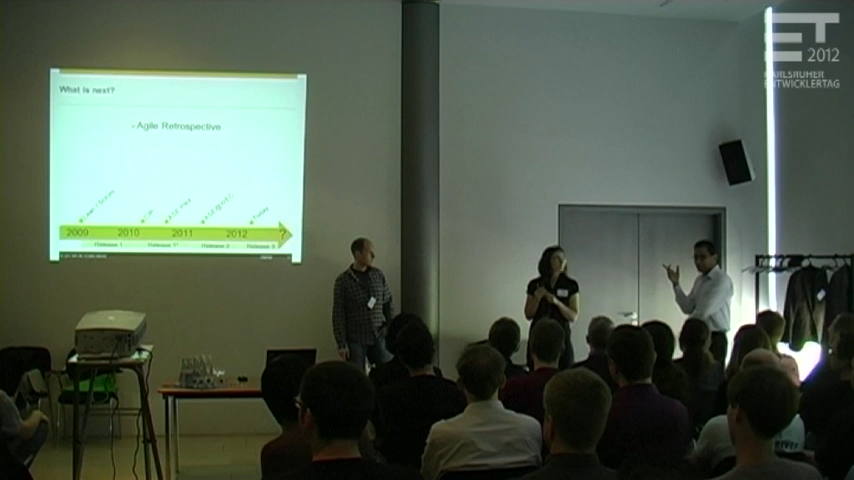 ET
2012
KARLSRUHER
ENTWICKLERTAG
What is next?
- Agile Retrospective
Today
2009 2010 2011 2012 ?
Release 1 Release 1* Release 2 Release 3